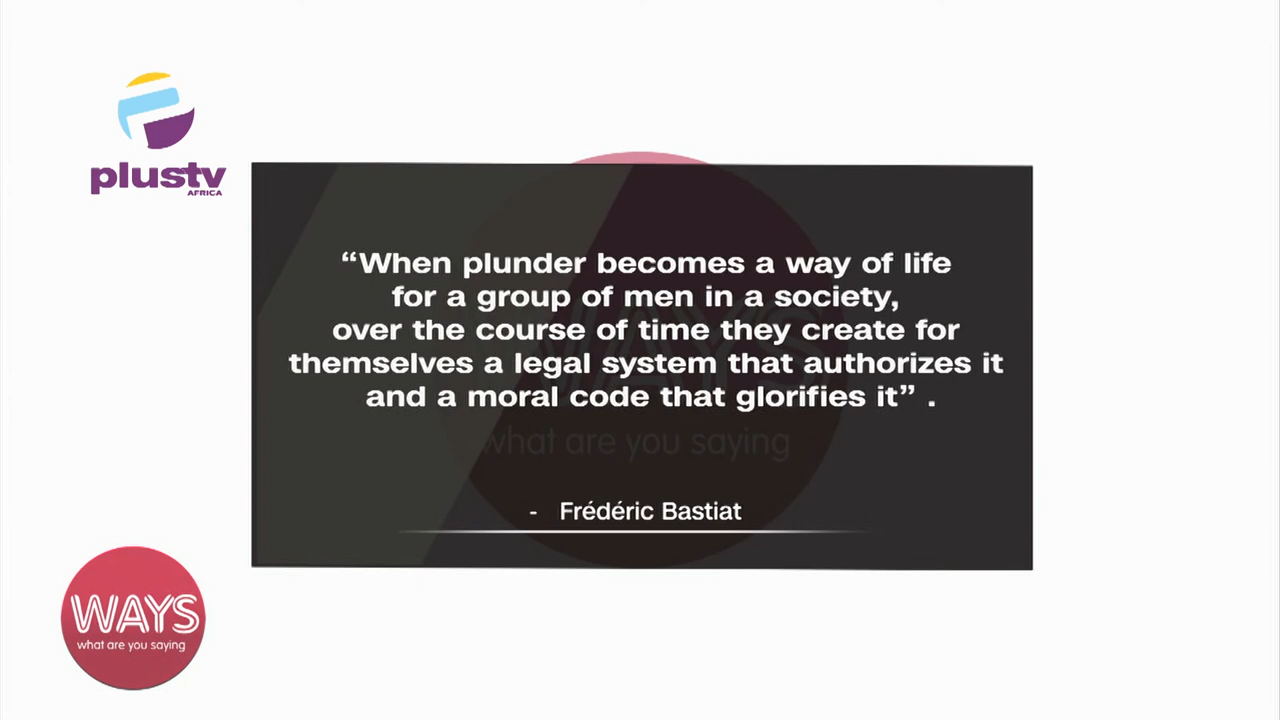 plustv
AFRICA
“When plunder becomes a way of life
for a group of men in a society,
over the course of time they create for
themselves a legal system that authorizes it
and a moral code that glorifies it” .
WAYS
what are you saying
- Frédéric Bastiat
WAYS
what are you saying